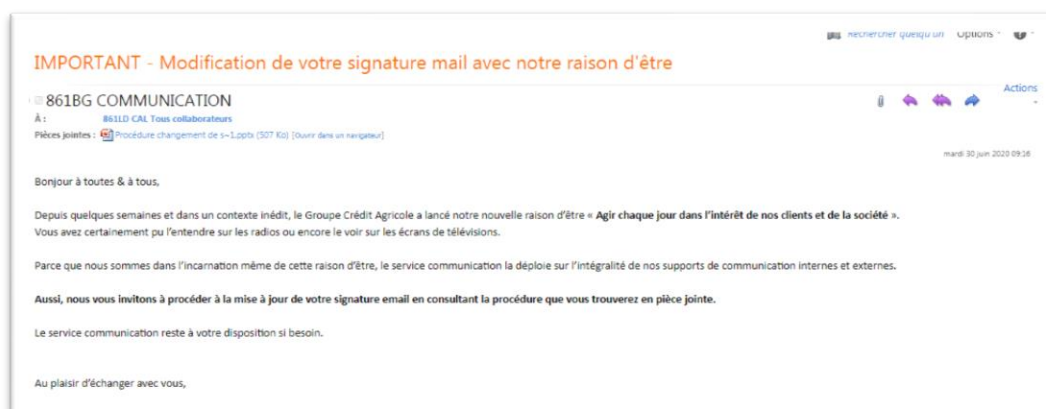 Rechercher quelqu'un Options
IMPORTANT - Modification de votre signature mail avec notre raison d'être
Actions
861BG COMMUNICATION
À : 861LD CAL Tous collaborateurs
Pièces jointes : Procédure changement de s~1.pptx (507 Ko) [Ouvrir dans un navigateur]
mardi 30 juin 2020 09:16
Bonjour à toutes & à tous,
Depuis quelques semaines et dans un contexte inédit, le Groupe Crédit Agricole a lancé notre nouvelle raison d'être « Agir chaque jour dans l'intérêt de nos clients et de la société ».
Vous avez certainement pu l'entendre sur les radios ou encore le voir sur les écrans de télévisions.
Parce que nous sommes dans l'incarnation même de cette raison d'être, le service communication la déploie sur l'intégralité de nos supports de communication internes et externes.
Aussi, nous vous invitons à procéder à la mise à jour de votre signature email en consultant la procédure que vous trouverez en pièce jointe.
Le service communication reste à votre disposition si besoin.
Au plaisir d'échanger avec vous,